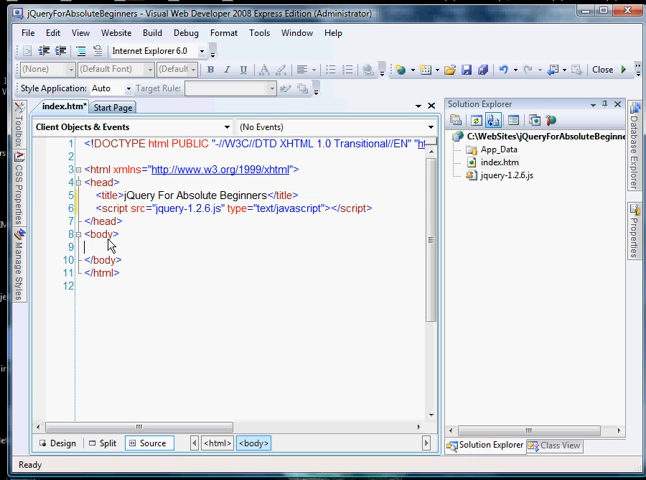 jQueryForAbsoluteBeginners - Visual Web Developer 2008 Express Edition (Administrator)
File Edit View Website Build Debug Format Tools Window Help
Internet Explorer 6.0
(None) (Default Font) (Default B I U A Close
Style Application: Auto Target Rule:
index.htm* Start Page
Client Objects & Events (No Events)
1 <!DOCTYPE html PUBLIC "-//W3C//DTD XHTML 1.0 Transitional//EN" "ht
2
3 <html xmlns="http://www.w3.org/1999/xhtml">
4 <head>
5 <title>jQuery For Absolute Beginners</title>
6 <script src="jquery-1.2.6.js" type="text/javascript"></script>
7 </head>
8 <body>
9
10 </body>
11 </html>
12
Design Split Source <html> <body>
Toolbox
CSS Properties
Manage Styles
Solution Explorer
C:\WebSites\jQueryForAbsoluteBeginne
App_Data
index.htm
jquery-1.2.6.js
Solution Explorer Class View
Database Explorer
Properties
Ready